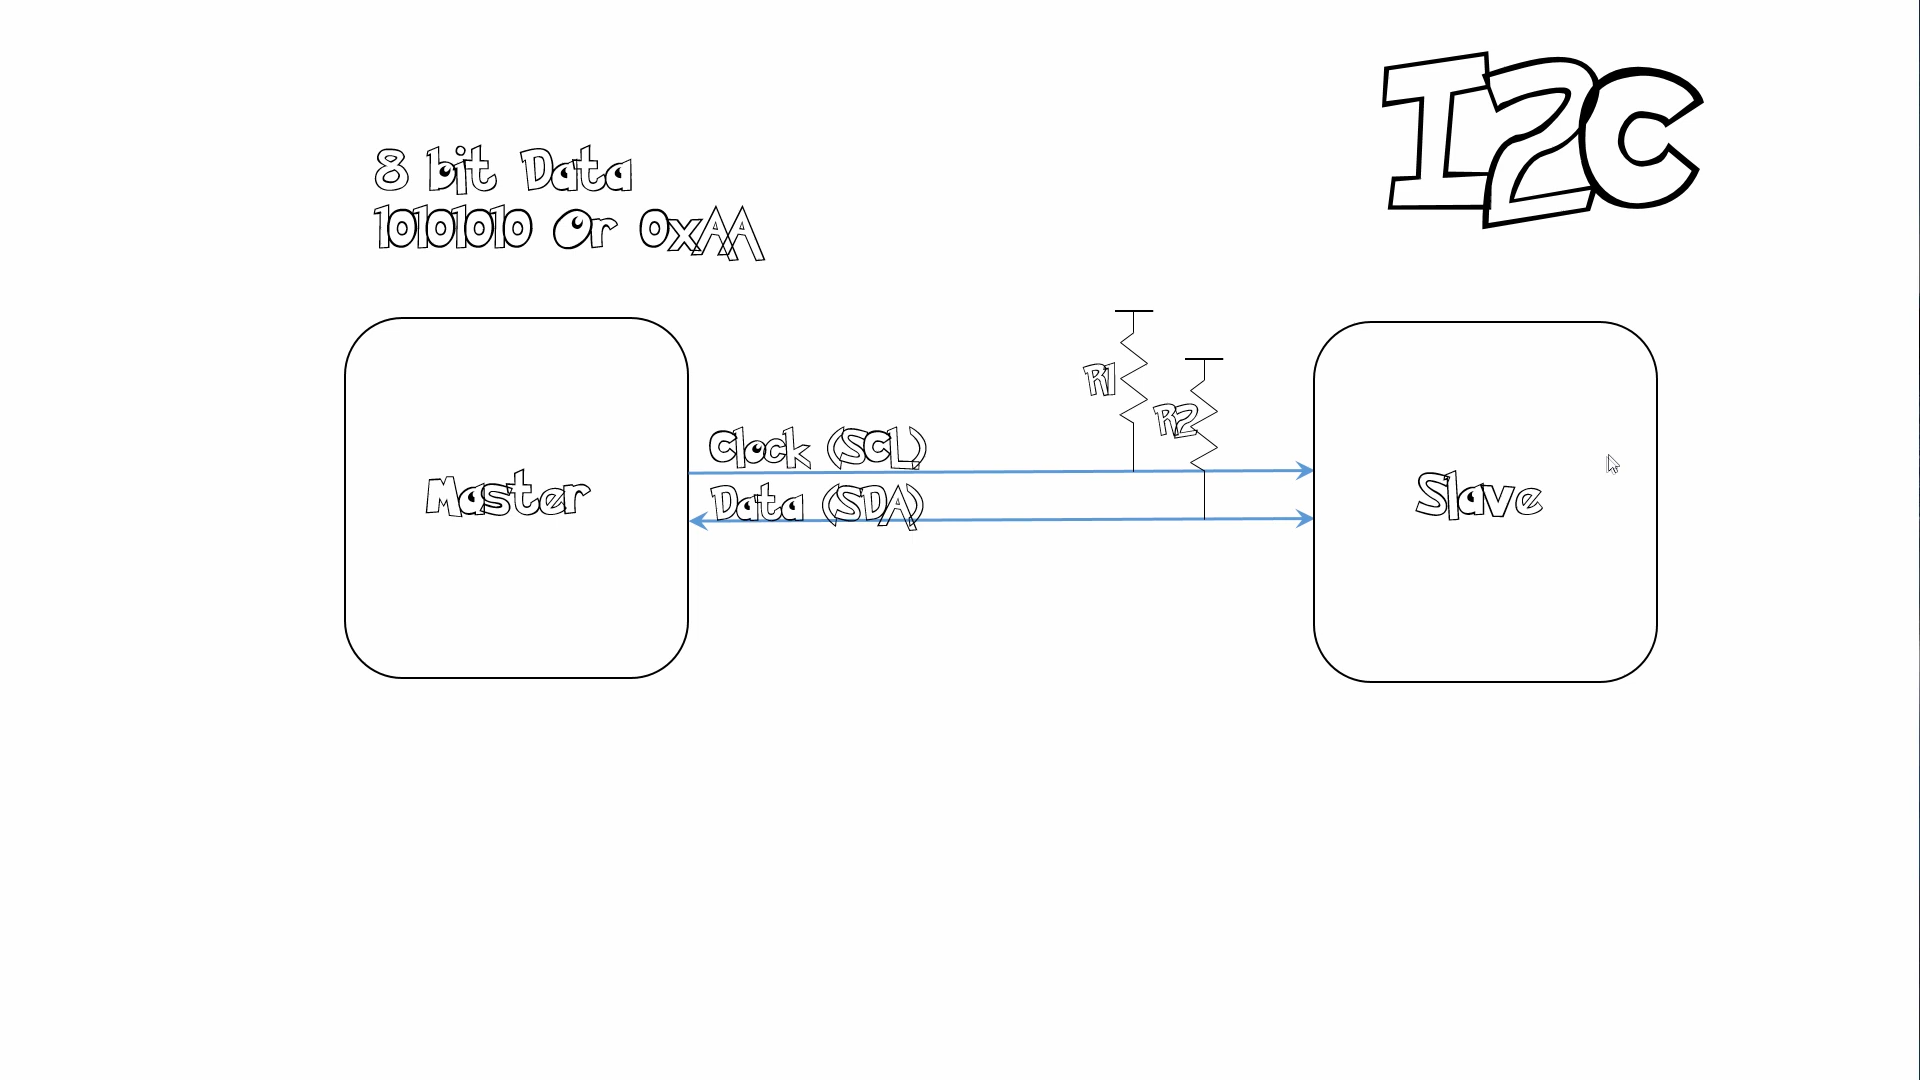 I2C
8 bit Data
10101010 Or 0xAA
R1
R2
Clock (SCL)
Data (SDA)
Master
Slave